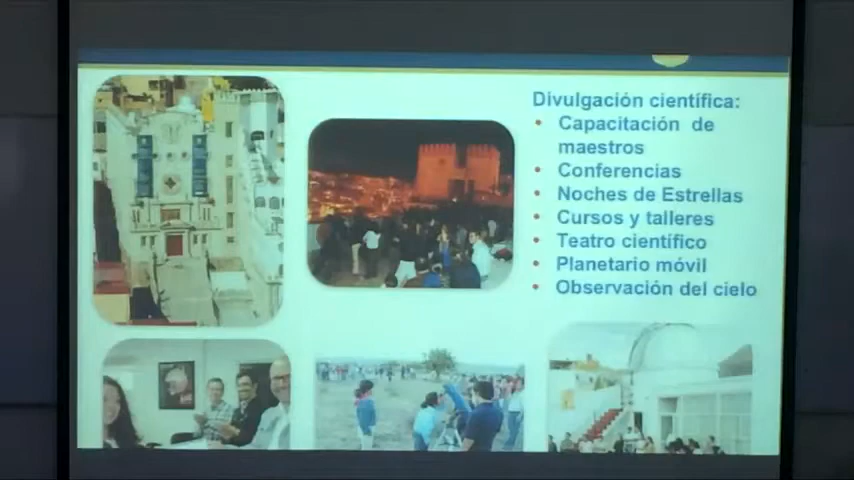 Divulgación científica:
• Capacitación de
maestros
• Conferencias
• Noches de Estrellas
• Cursos y talleres
• Teatro científico
• Planetario móvil
• Observación del cielo